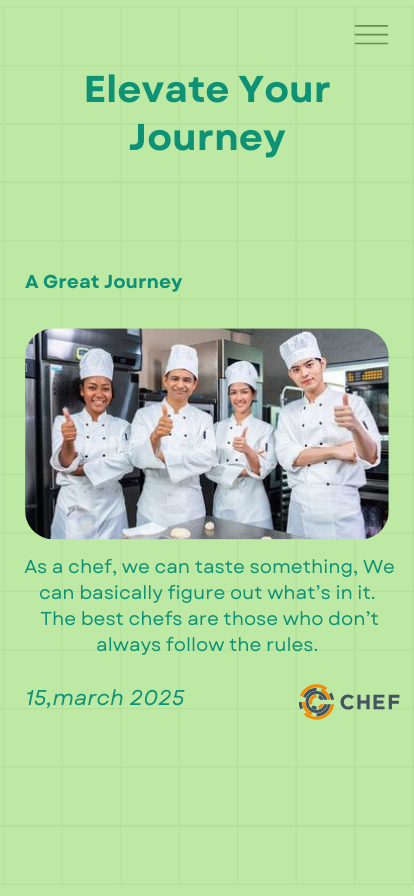 Elevate Your
Journey
A Great Journey
As a chef, we can taste something, We
can basically figure out what's in it.
The best chefs are those who don't
always follow the rules.
15,march 2025
CHEF